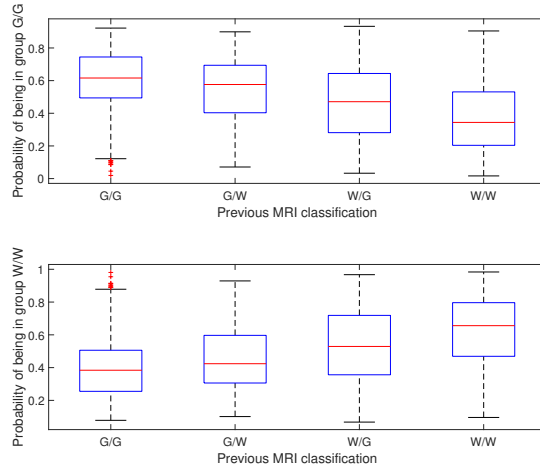 Probability of being in group G/G
0.8
0.6
0.4
0.2
0
G/G G/W W/G W/W
Previous MRI classification
Probability of being in group W/W
1
0.8
0.6
0.4
0.2
G/G G/W W/G W/W
Previous MRI classification